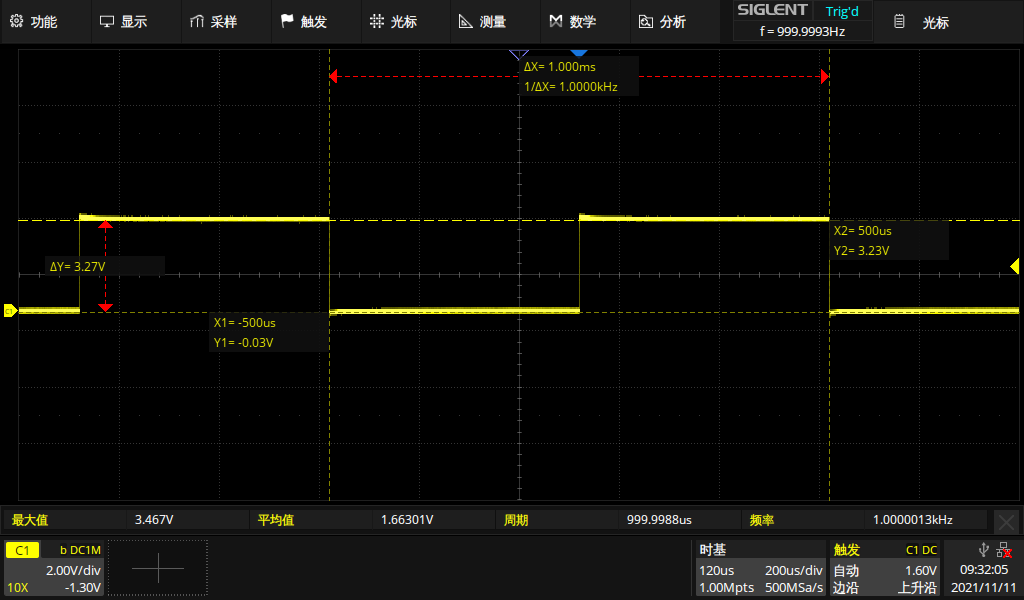 功能 显示 采样 触发 光标 测量 数学 分析 SIGLENT Trig'd 光标
f = 999.9993Hz
ΔX= 1.000ms
1/ΔX= 1.0000kHz
X2= 500us
Y2= 3.23V
ΔY= 3.27V
C1
X1= -500us
Y1= -0.03V
最大值 3.467V 平均值 1.66301V 周期 999.9988us 频率 1.0000013kHz
C1 b DC1M 时基 触发 C1 DC
2.00V/div 120us 200us/div 自动 1.60V 09:32:05
10X -1.30V 1.00Mpts 500MSa/s 边沿 上升沿 2021/11/11